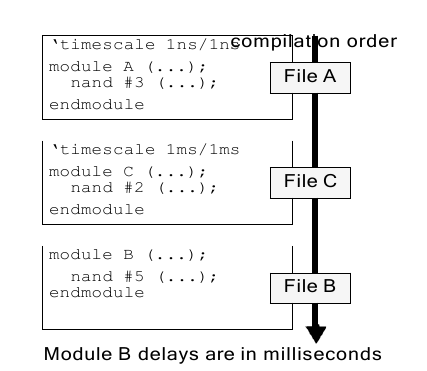 compilation order
‘timescale 1ns/1ns
module A (...);
nand #3 (...);
endmodule
File A
‘timescale 1ms/1ms
module C (...);
nand #2 (...);
endmodule
File C
module B (...);
nand #5 (...);
endmodule
File B
Module B delays are in milliseconds